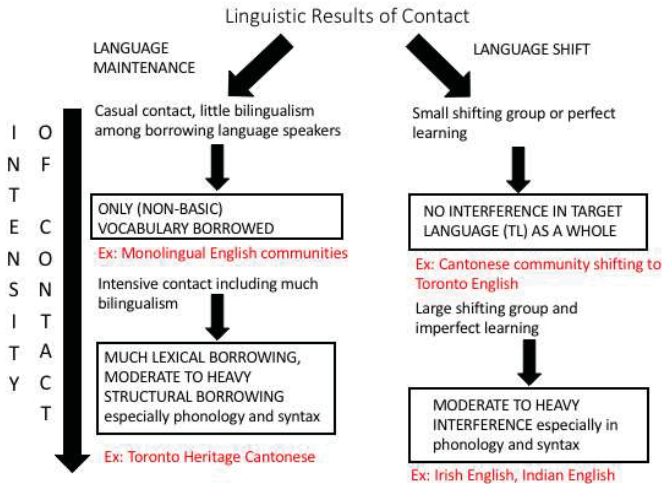 Linguistic Results of Contact
LANGUAGE
MAINTENANCE
LANGUAGE SHIFT
INTENSITY
OF CONTACT
Casual contact, little bilingualism
among borrowing language speakers
ONLY (NON-BASIC)
VOCABULARY BORROWED
Ex: Monolingual English communities
Intensive contact including much
bilingualism
MUCH LEXICAL BORROWING,
MODERATE TO HEAVY
STRUCTURAL BORROWING
especially phonology and syntax
Ex: Toronto Heritage Cantonese
Small shifting group or perfect
learning
NO INTERFERENCE IN TARGET
LANGUAGE (TL) AS A WHOLE
Ex: Cantonese community shifting to
Toronto English
Large shifting group and
imperfect learning
MODERATE TO HEAVY
INTERFERENCE especially in
phonology and syntax
Ex: Irish English, Indian English